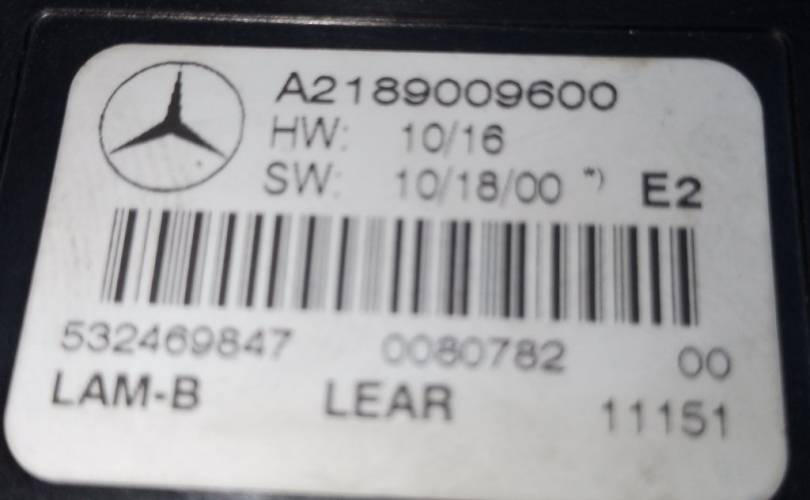 A2189009600
HW: 10/16
SW: 10/18/00 *) E2
532469847 0080782 00
LAM-B LEAR 11151